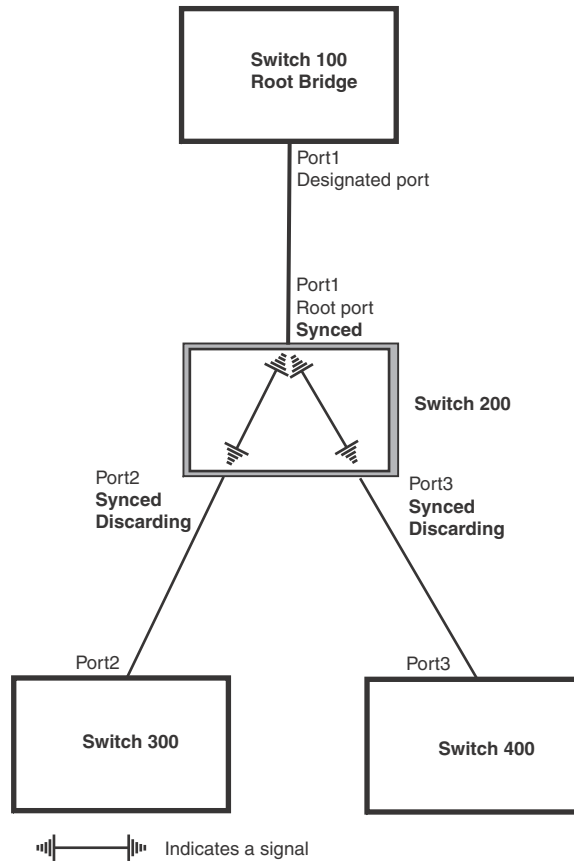 Switch 100
Root Bridge
Port1
Designated port
Port1
Root port
Synced
Switch 200
Port2
Synced
Discarding
Port3
Synced
Discarding
Port2
Port3
Switch 300
Switch 400
Indicates a signal